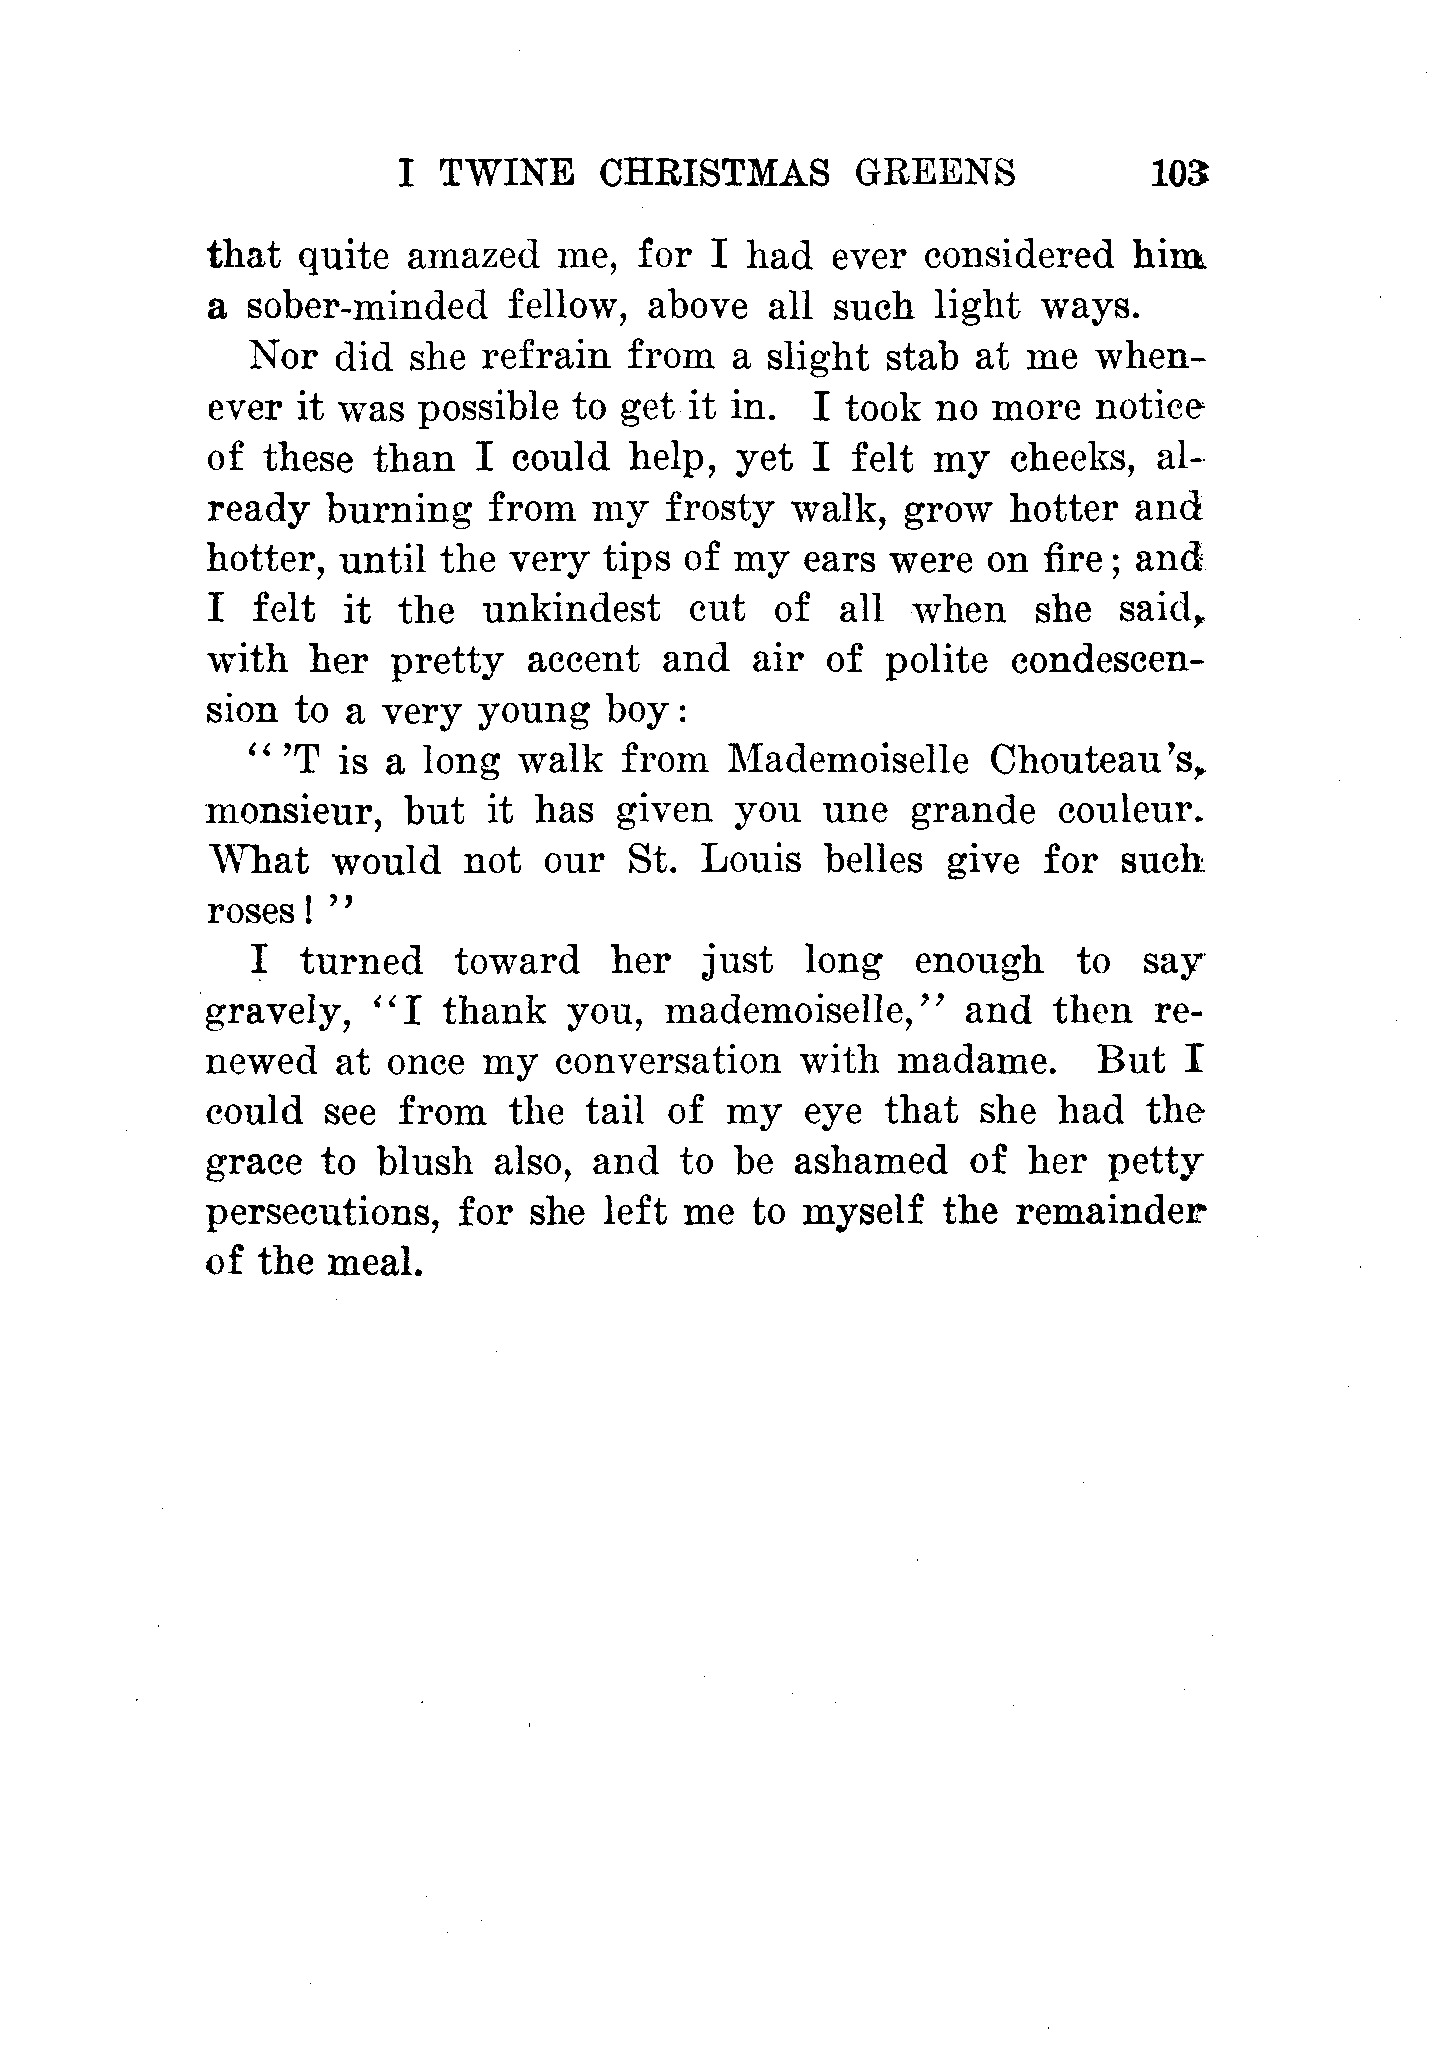 I TWINE CHRISTMAS GREENS 103
that quite amazed me, for I had ever considered him
a sober-minded fellow, above all such light ways.
Nor did she refrain from a slight stab at me when-
ever it was possible to get it in. I took no more notice
of these than I could help, yet I felt my cheeks, al-
ready burning from my frosty walk, grow hotter and
hotter, until the very tips of my ears were on fire; and
I felt it the unkindest cut of all when she said,
with her pretty accent and air of polite condescen-
sion to a very young boy:
"'T is a long walk from Mademoiselle Chouteau's,
monsieur, but it has given you une grande couleur.
What would not our St. Louis belles give for such
roses!"
I turned toward her just long enough to say
gravely, "I thank you, mademoiselle," and then re-
newed at once my conversation with madame. But I
could see from the tail of my eye that she had the
grace to blush also, and to be ashamed of her petty
persecutions, for she left me to myself the remainder
of the meal.